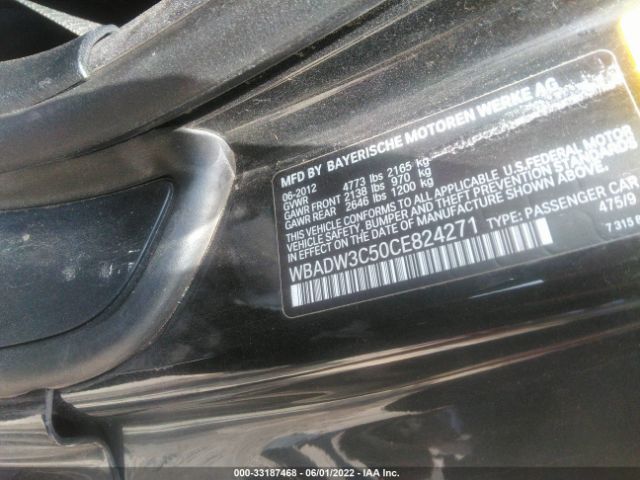 MFD BY BAYERISCHE MOTOREN WERKE AG
06-2012
GVWR 4773 lbs 2165 kg
GAWR FRONT 2138 lbs 970 kg
GAWR REAR 2646 lbs 1200 kg
THIS VEHICLE CONFORMS TO ALL APPLICABLE U.S. FEDERAL MOTOR
VEHICLE SAFETY, BUMPER AND THEFT PREVENTION STANDARDS
IN EFFECT ON THE DATE OF MANUFACTURE SHOWN ABOVE.
WBADW3C50CE824271 TYPE: PASSENGER CAR
475/9
7315
000-33187468 - 06/01/2022 - IAA Inc.